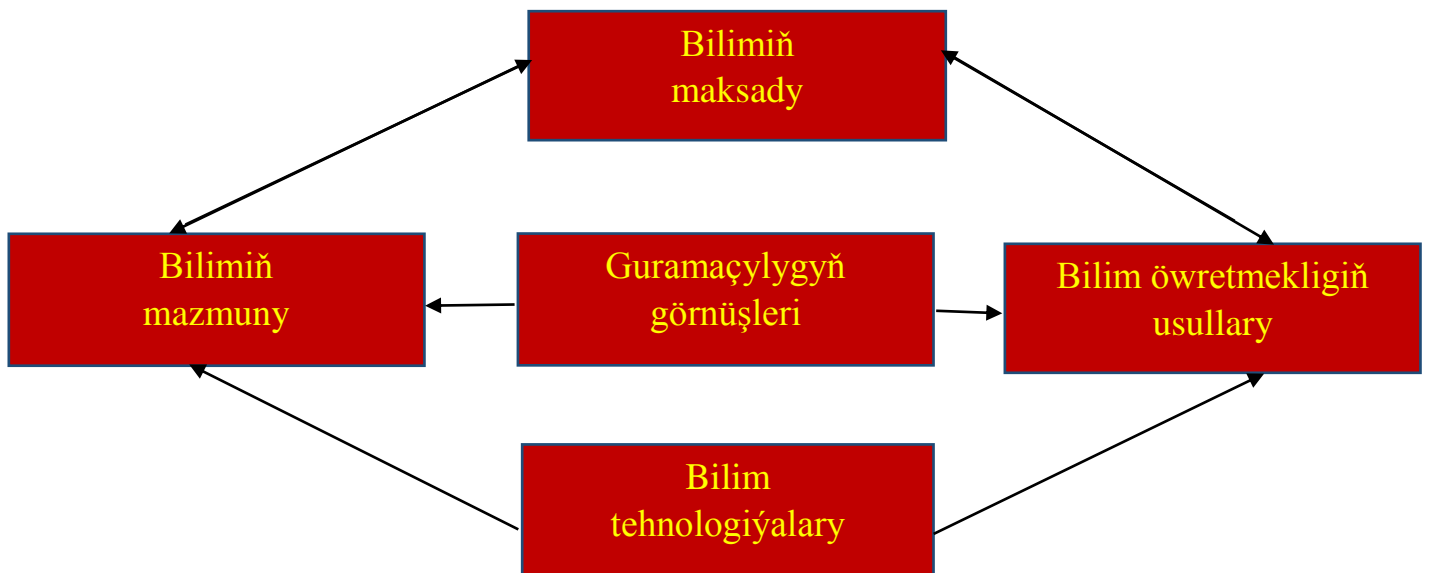 Bilimiň
maksady
Bilimiň
mazmuny
Guramaçylygyň
görnüşleri
Bilim öwretmekligiň
usullary
Bilim
tehnologiýalary